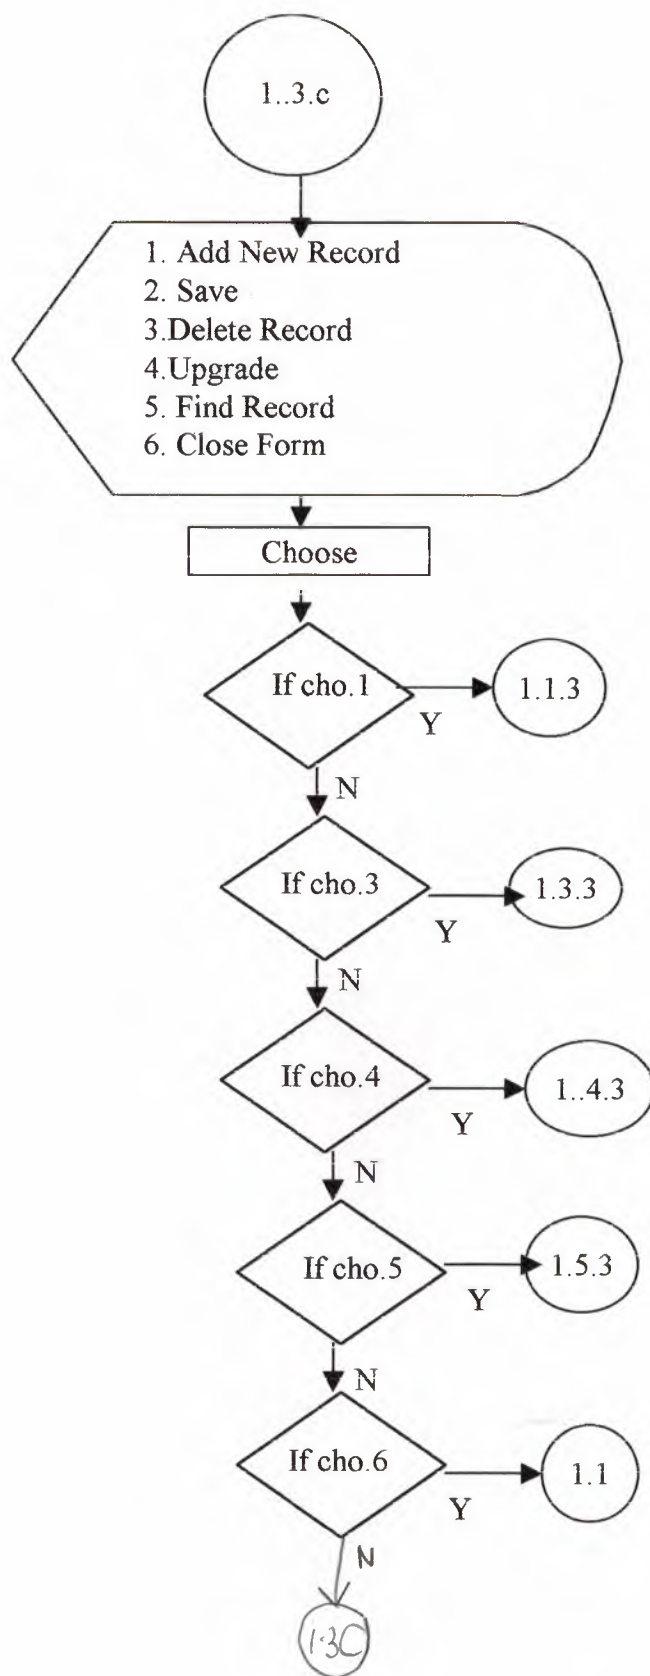 1..3.c
1. Add New Record
2. Save
3.Delete Record
4.Upgrade
5. Find Record
6. Close Form
Choose
If cho.1
1.1.3
Y
N
If cho.3
1.3.3
Y
N
If cho.4
1..4.3
Y
N
If cho.5
1.5.3
Y
N
If cho.6
1.1
Y
N
1.3C